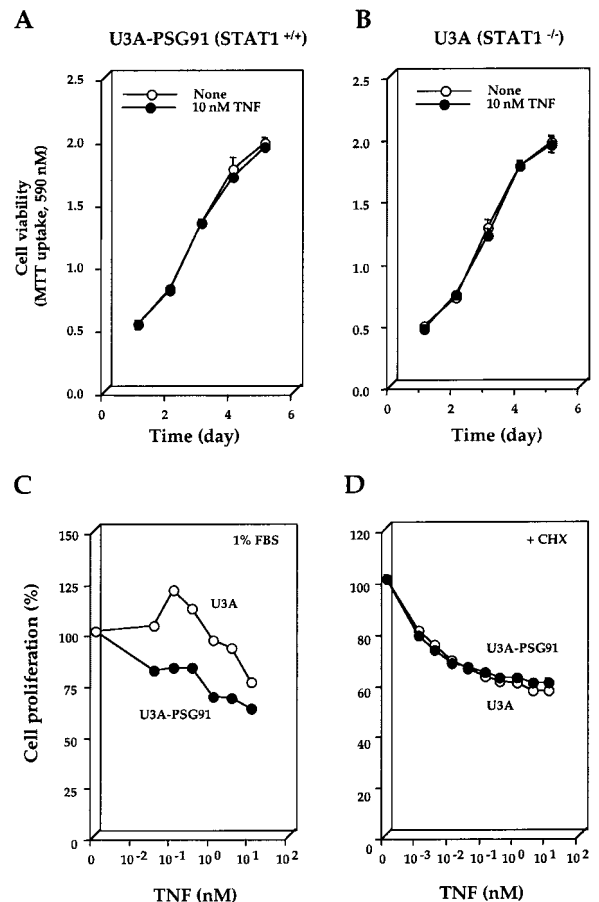 A
U3A-PSG91 (STAT1 +/+)
None
10 nM TNF
Cell viability
(MTT uptake, 590 nM)
2.5
2.0
1.5
1.0
0.5
0.0
0 2 4 6
Time (day)
B
U3A (STAT1 -/-)
None
10 nM TNF
2.5
2.0
1.5
1.0
0.5
0.0
0 2 4 6
Time (day)
C
1% FBS
U3A
U3A-PSG91
Cell proliferation (%)
150
125
100
75
50
25
0
0 10-2 10-1 100 101 102
TNF (nM)
D
+ CHX
U3A-PSG91
U3A
120
100
80
60
40
20
0
0 10-3 10-2 10-1 100 101 102
TNF (nM)